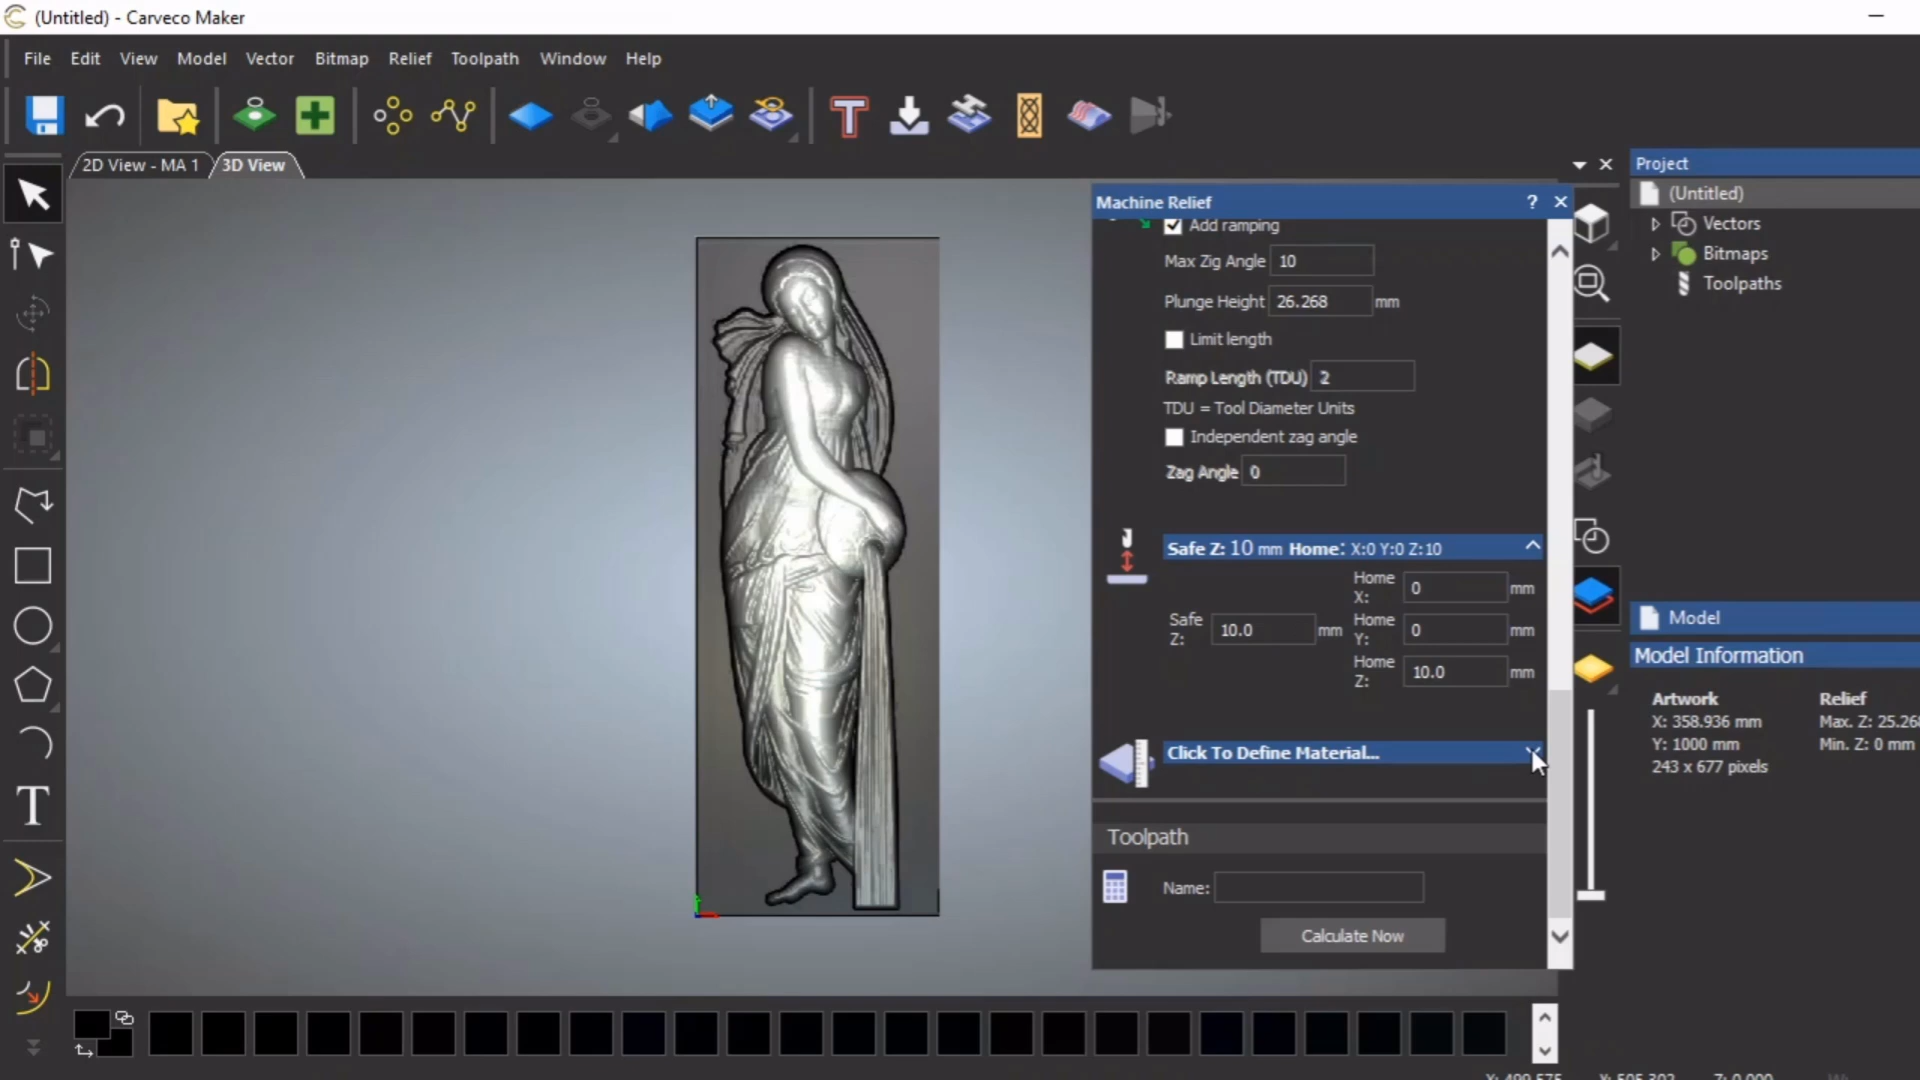 (Untitled) - Carveco Maker
File Edit View Model Vector Bitmap Relief Toolpath Window Help
2D View - MA 1 3D View
Machine Relief ?
Add ramping
Max Zig Angle 10
Plunge Height 26.268 mm
Limit length
Ramp Length (TDU) 2
TDU = Tool Diameter Units
Independent zag angle
Zag Angle 0
Safe Z: 10 mm Home: X:0 Y:0 Z:10
Home X: 0 mm
Safe Z: 10.0 mm Home Y: 0 mm
Home Z: 10.0 mm
Click To Define Material...
Toolpath
Name:
Calculate Now
Project
(Untitled)
Vectors
Bitmaps
Toolpaths
Model
Model Information
Artwork Relief
X: 358.936 mm Max. Z: 25.268
Y: 1000 mm Min. Z: 0 mm
243 x 677 pixels